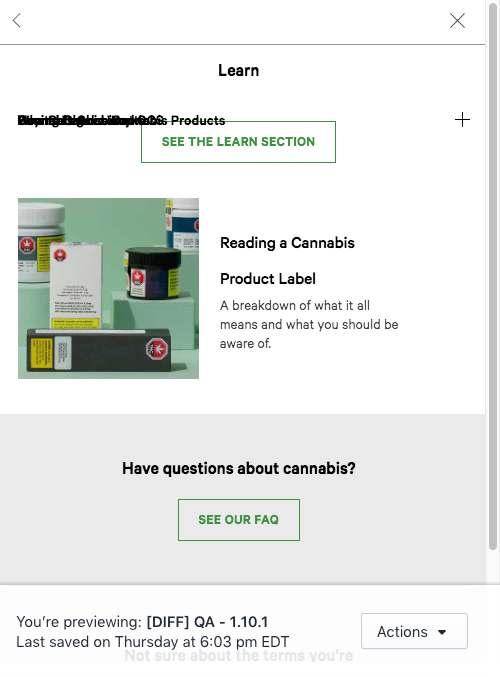 Learn
Products
SEE THE LEARN SECTION
Reading a Cannabis
Product Label
A breakdown of what it all
means and what you should be
aware of.
Have questions about cannabis?
SEE OUR FAQ
You're previewing: [DIFF] QA - 1.10.1
Last saved on Thursday at 6:03 pm EDT
Actions
Not sure about the terms you're